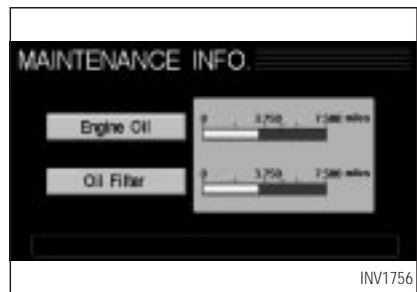 MAINTENANCE INFO.
Engine Oil
0 3,750 7,500 miles
Oil Filter
0 3,750 7,500 miles
INV1756